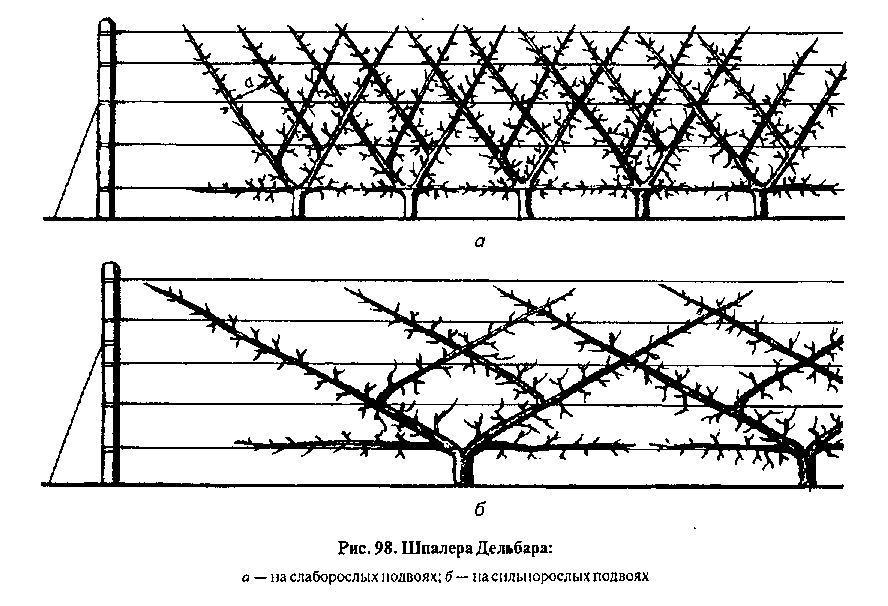 а
а
б
Рис. 98. Шпалера Дельбара:
а — на слаборослых подвоях; б — на сильнорослых подвоях